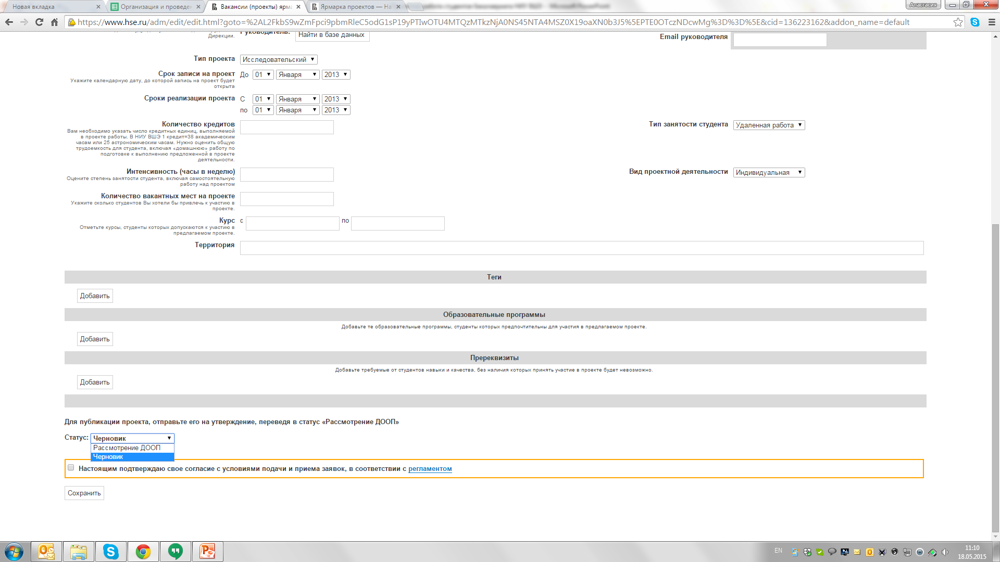 Новая вкладка
Организация и проведен
Вакансии (проекты) ярма
Ярмарка проектов — На
Microsoft PowerPoint
Анастасия
https://www.hse.ru/adm/edit/edit.html?goto=%2AL2FkbS9wZmFpci9pbmRleC5odG1sP19yPTIwOTU4MTQzMTkzNjA0NS45NTA4MSZ0X19oaXN0b3J5%5EPTE0OTczNDcwMg%3D%3D%5E&cid=136223162&addon_name=default
Дирекции.
Руководитель:
Найти в базе данных
Email руководителя
Тип проекта
Исследовательский
Срок записи на проект
До 01 Января 2013
Укажите календарную дату, до которой запись на проект будет
открыта
Сроки реализации проекта
С 01 Января 2013
по 01 Января 2013
Количество кредитов
Вам необходимо указать число кредитных единиц, выполняемой
в проекте работы. В НИУ ВШЭ 1 кредит=38 академическим
часам или 25 астрономическим часам. Нужно оценить общую
трудоемкость для студента, включая «домашнюю» работу по
подготовке к выполнению предложенной в проекте
деятельности.
Тип занятости студента
Удаленная работа
Интенсивность (часы в неделю)
Оцените степень занятости студента, включая самостоятельную
работу над проектом
Вид проектной деятельности
Индивидуальная
Количество вакантных мест на проекте
Укажите сколько студентов Вы хотели бы привлечь к участию в
проекте.
Курс
с
по
Отметьте курсы, студенты которых допускаются к участию в
предлагаемом проекте.
Территория
Теги
Добавить
Образовательные программы
Добавьте те образовательные программы, студенты которых предпочтительны для участия в предлагаемом проекте.
Добавить
Пререквизиты
Добавьте требуемые от студентов навыки и качества, без наличия которых принять участие в проекте будет невозможно.
Добавить
Для публикации проекта, отправьте его на утверждение, переведя в статус «Рассмотрение ДООП»
Статус: Черновик
Рассмотрение ДООП
Черновик
Настоящим подтверждаю свое согласие с условиями подачи и приема заявок, в соответствии с регламентом
Сохранить
EN
11:10
18.05.2015